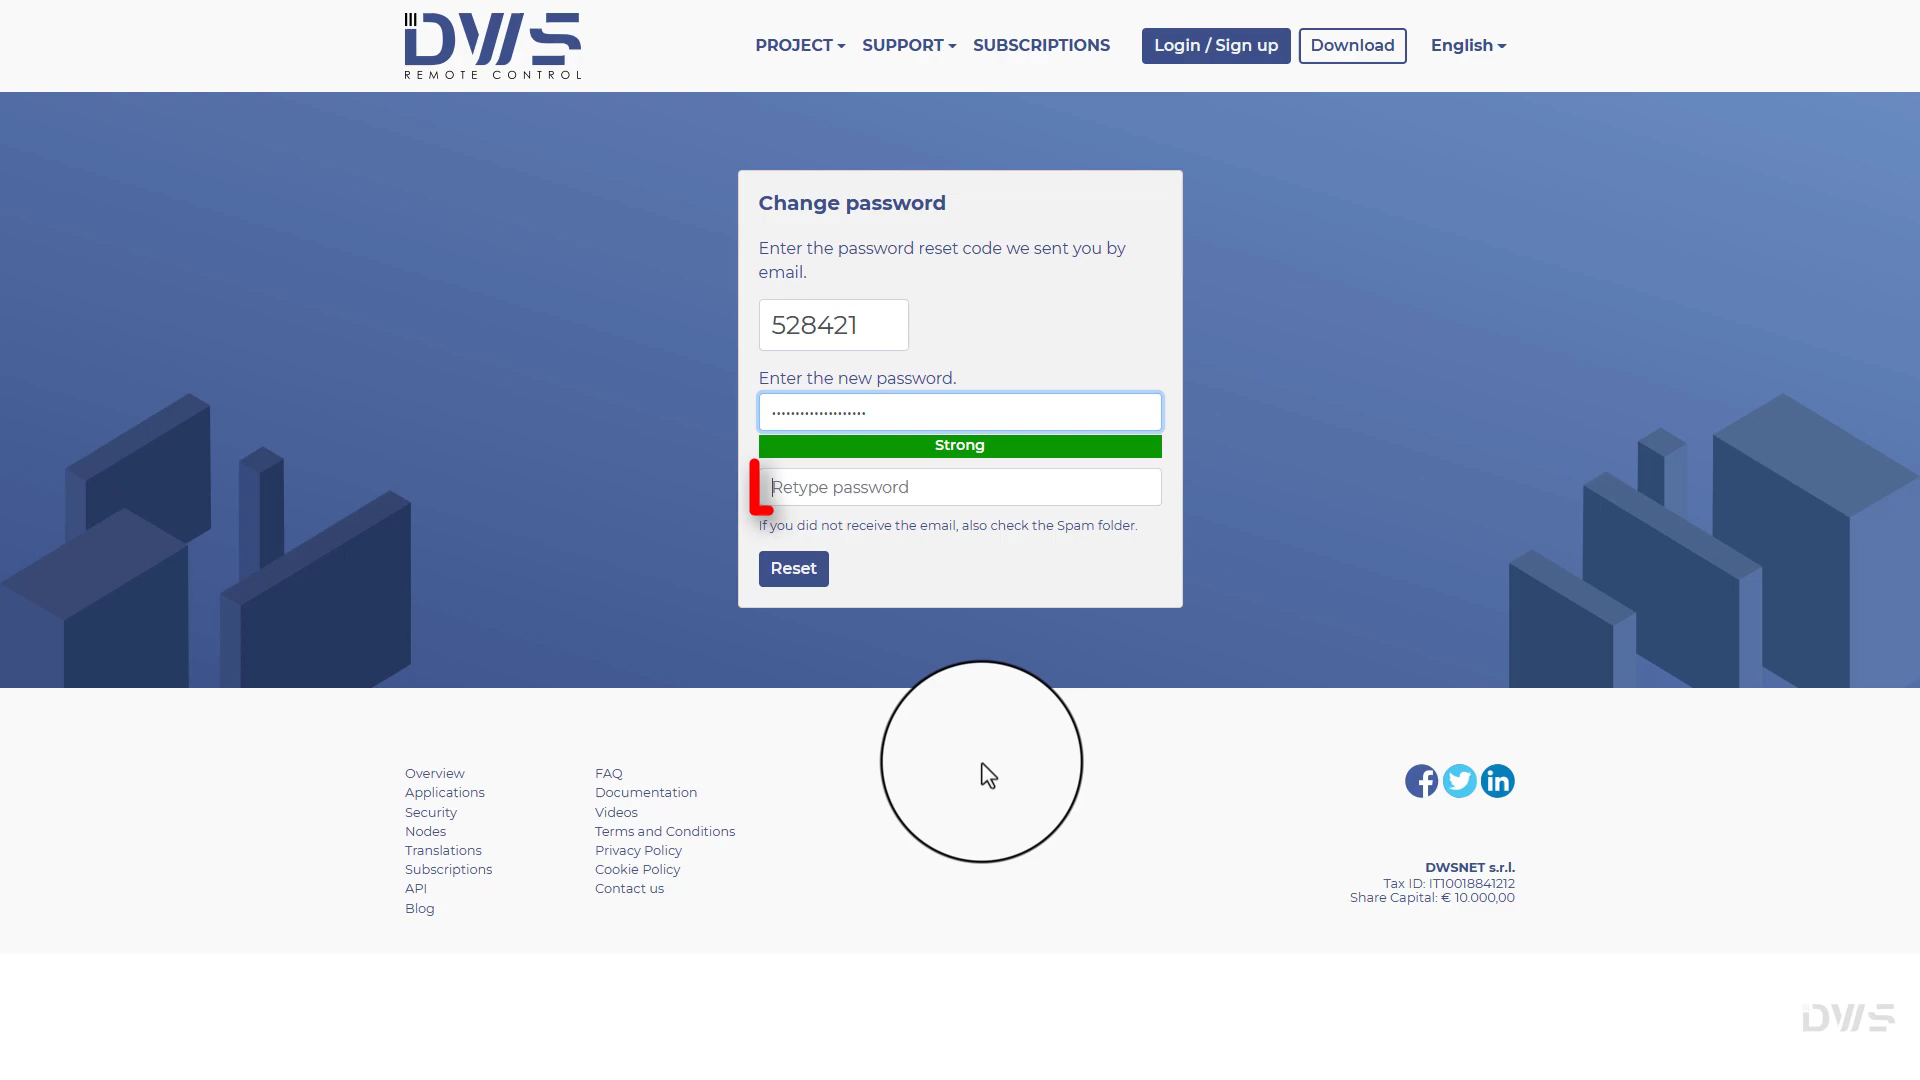 DWS
REMOTE CONTROL
PROJECT
SUPPORT
SUBSCRIPTIONS
Login / Sign up
Download
English
Change password
Enter the password reset code we sent you by
email.
528421
Enter the new password.
Strong
Retype password
If you did not receive the email, also check the Spam folder.
Reset
Overview
Applications
Security
Nodes
Translations
Subscriptions
API
Blog
FAQ
Documentation
Videos
Terms and Conditions
Privacy Policy
Cookie Policy
Contact us
DWSNET s.r.l.
Tax ID: IT10018841212
Share Capital: € 10.000,00
DWS